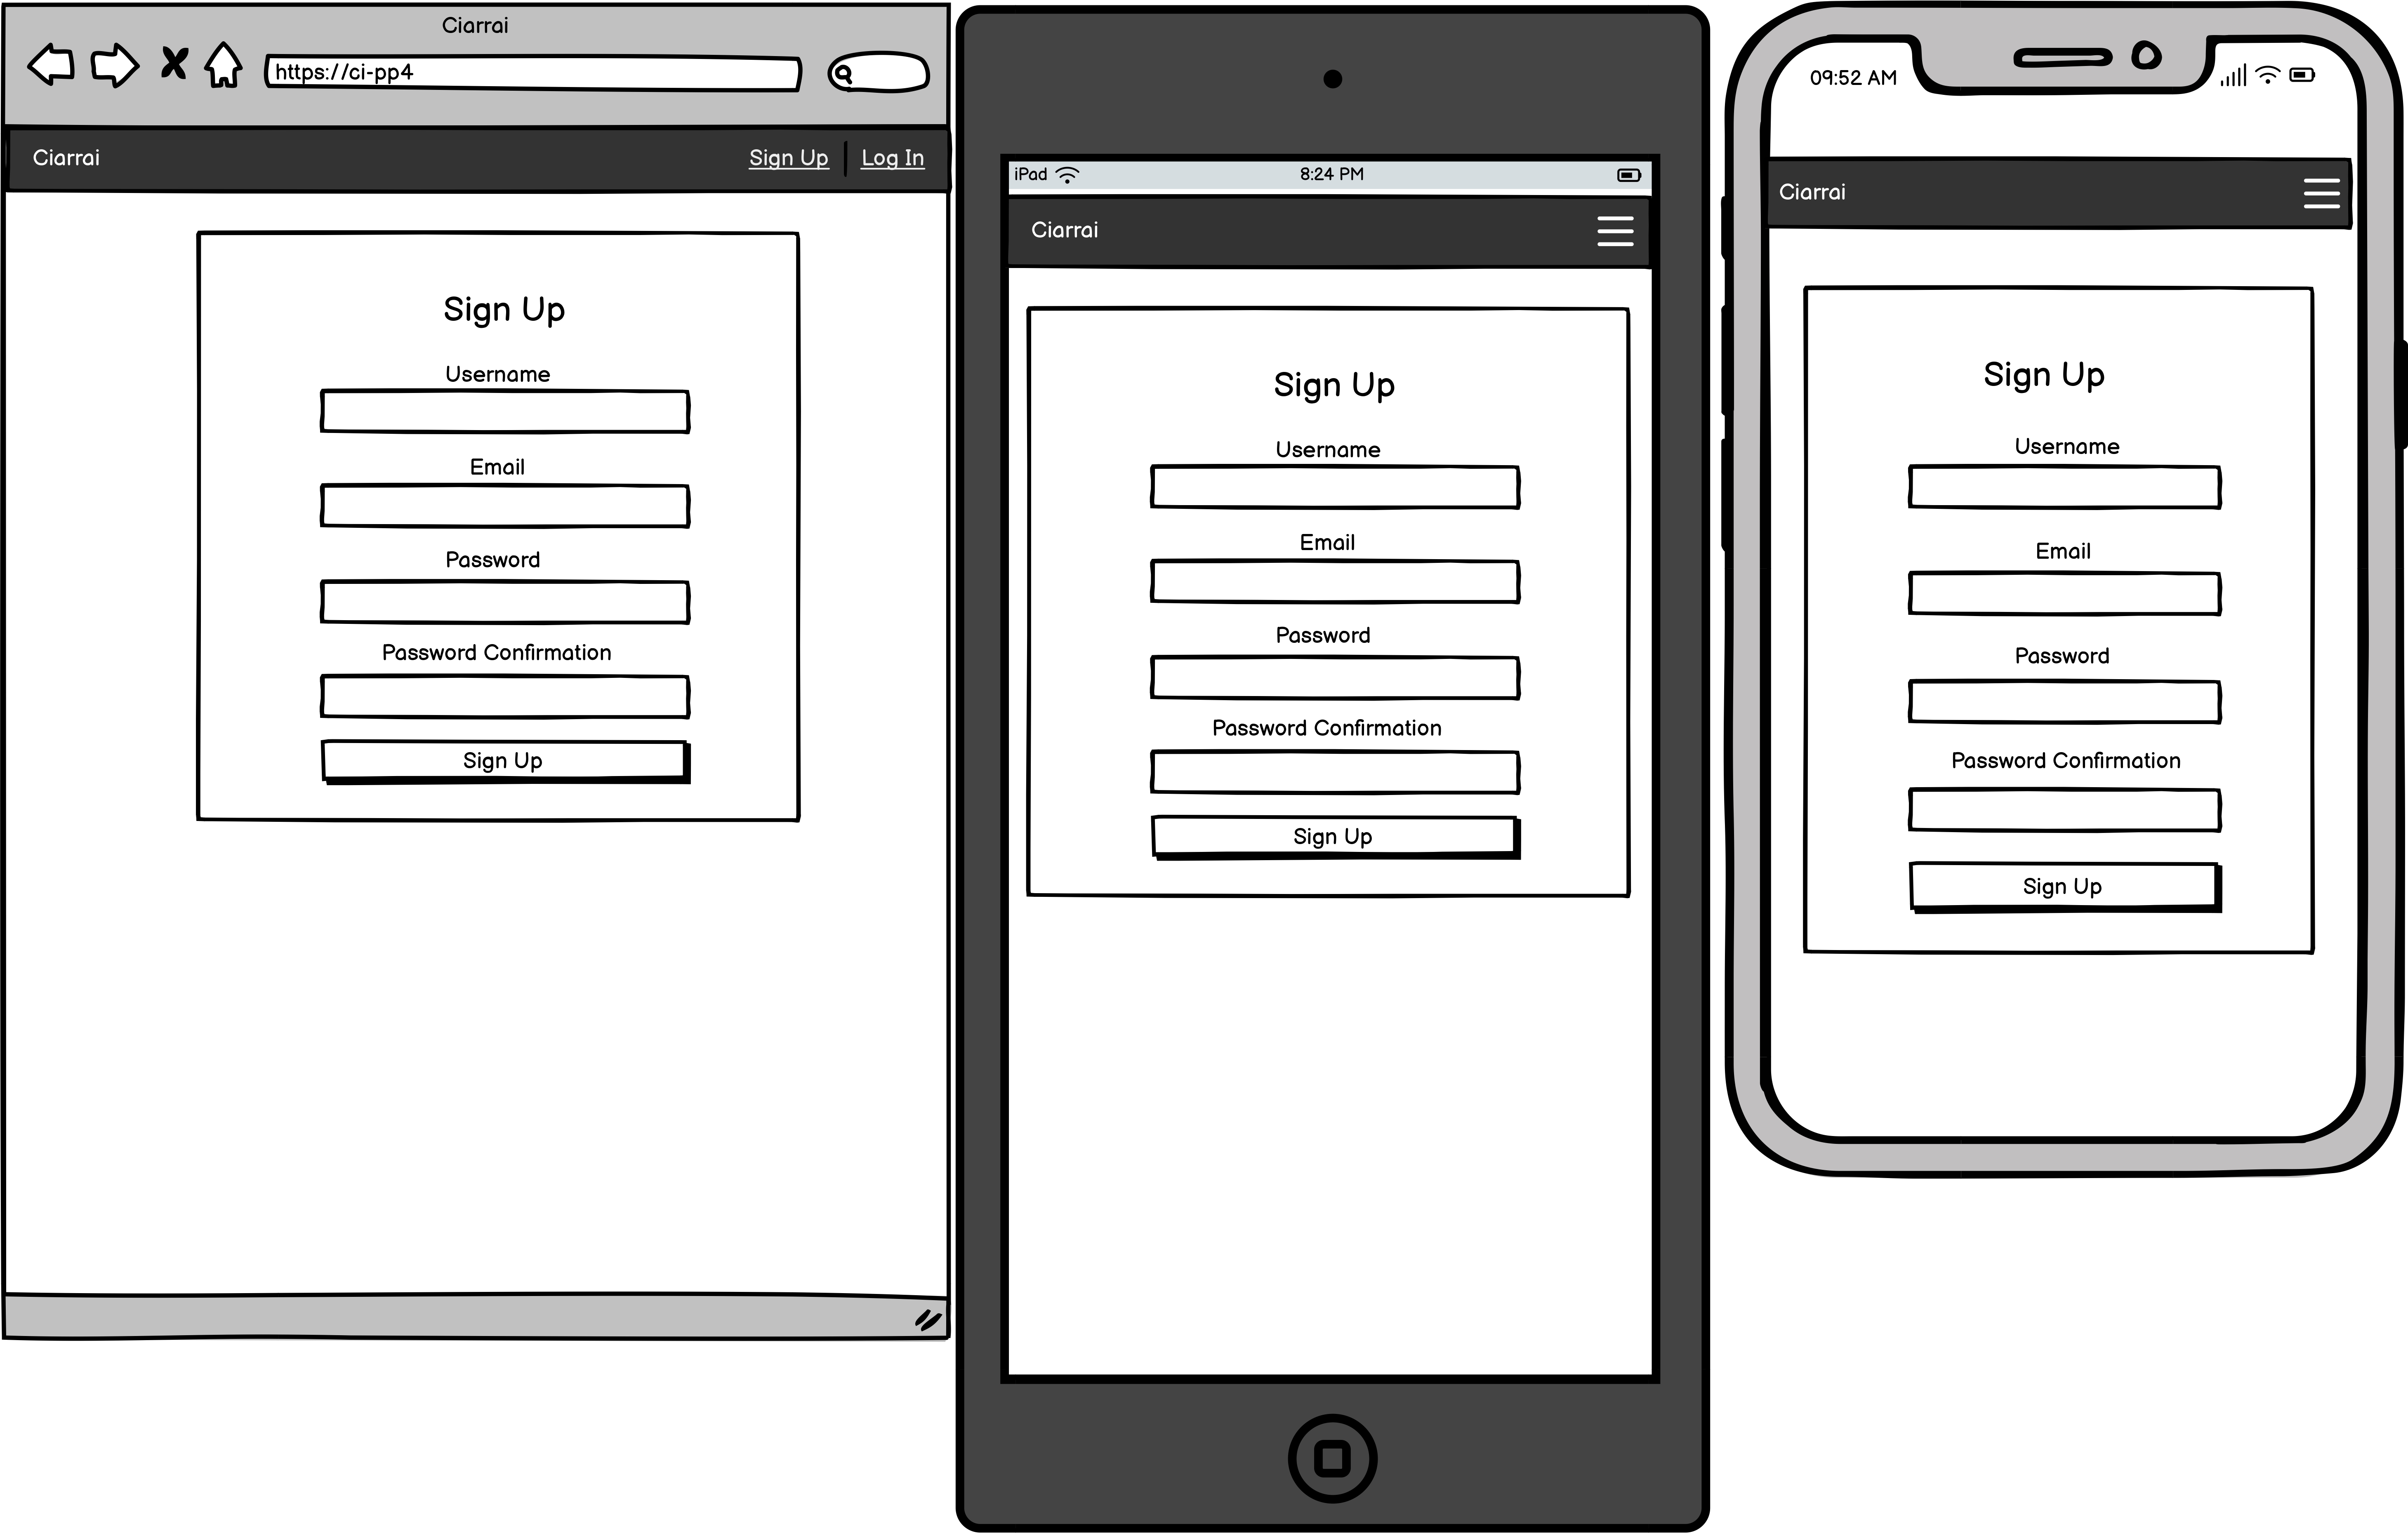 Ciarrai
https://ci-pp4
Ciarrai
Sign Up
Log In
Sign Up
Username
Email
Password
Password Confirmation
Sign Up
iPad
8:24 PM
Ciarrai
Sign Up
Username
Email
Password
Password Confirmation
Sign Up
09:52 AM
Ciarrai
Sign Up
Username
Email
Password
Password Confirmation
Sign Up